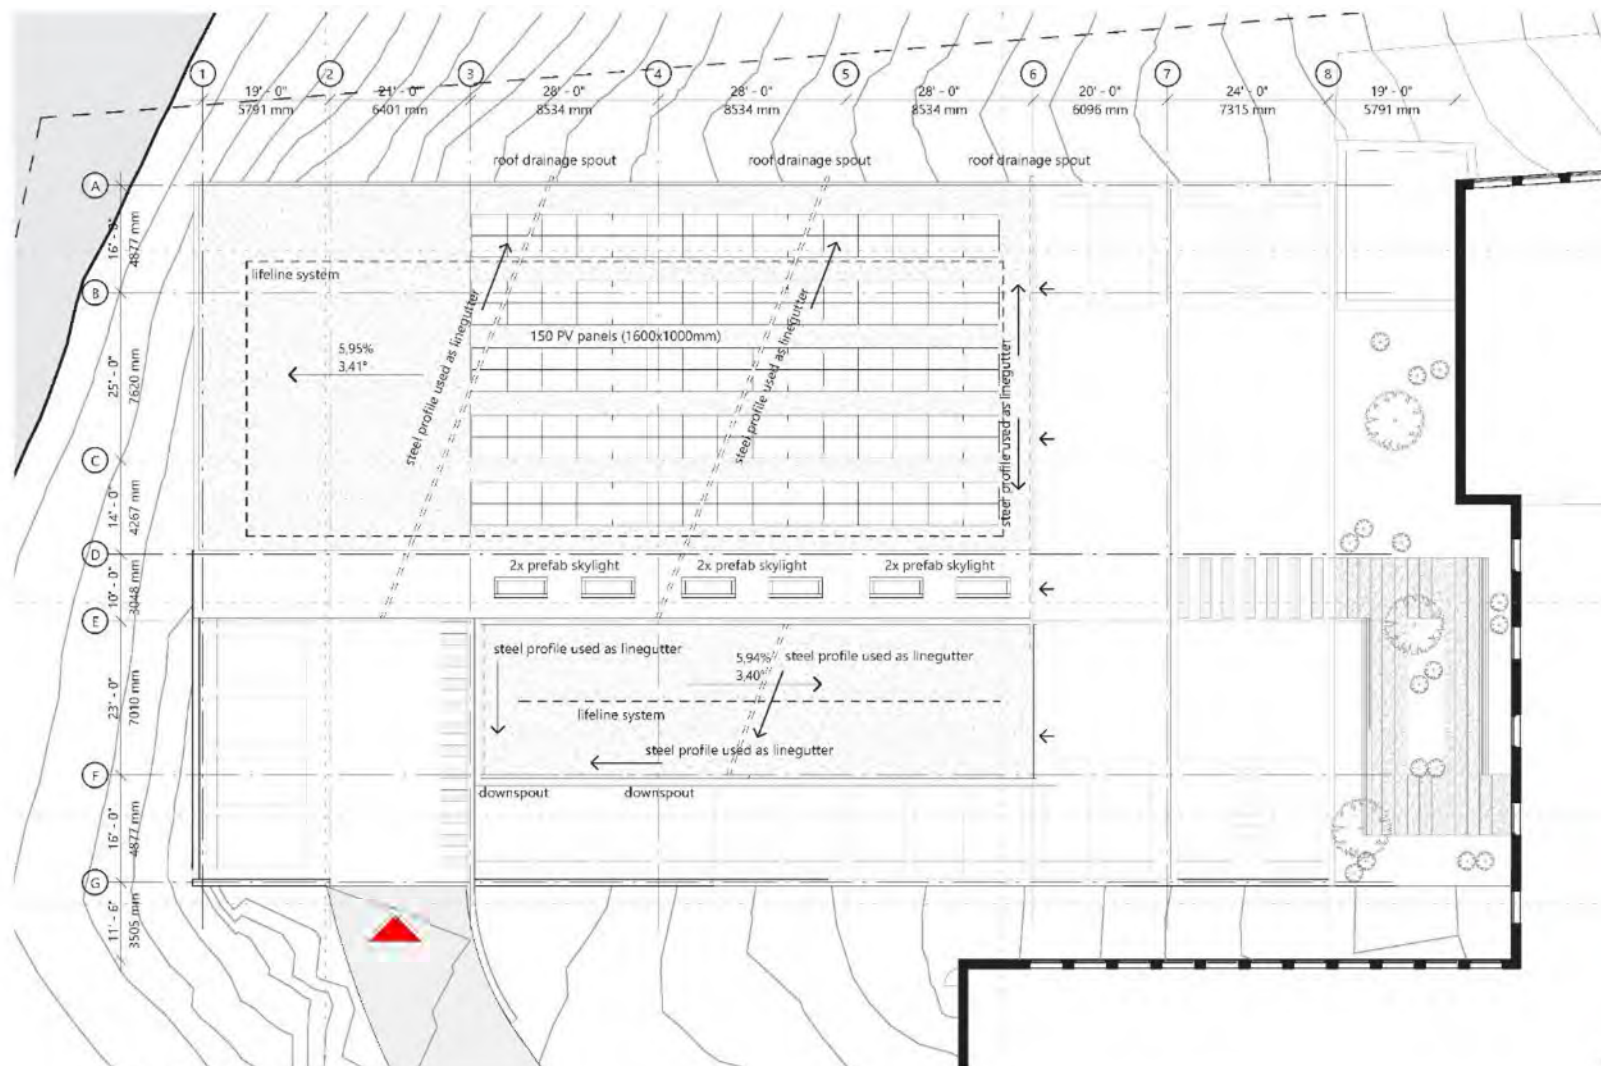 1 2 3 4 5 6 7 8
19' - 0" 21' - 0" 28' - 0" 28' - 0" 28' - 0" 20' - 0" 24' - 0" 19' - 0"
5791 mm 6401 mm 8534 mm 8534 mm 8534 mm 6096 mm 7315 mm 5791 mm
roof drainage spout roof drainage spout roof drainage spout
A
16' - 0"
4877 mm
lifeline system
B
150 PV panels (1600x1000mm)
5,95%
3,41°
25' - 0"
7620 mm
steel profile used as linegutter
steel profile used as linegutter
steel profile used as linegutter
C
14' - 0"
4267 mm
D
2x prefab skylight 2x prefab skylight 2x prefab skylight
10' - 0"
3048 mm
E
steel profile used as linegutter
5,94%
3,40°
steel profile used as linegutter
23' - 0"
7010 mm
lifeline system
steel profile used as linegutter
F
downspout downspout
16' - 0"
4877 mm
G
11' - 6"
3505 mm